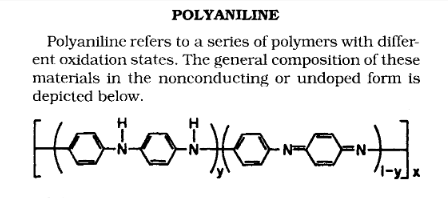 POLYANILINE
Polyaniline refers to a series of polymers with differ-
ent oxidation states. The general composition of these
materials in the nonconducting or undoped form is
depicted below.
H H
N N y N N 1-y x